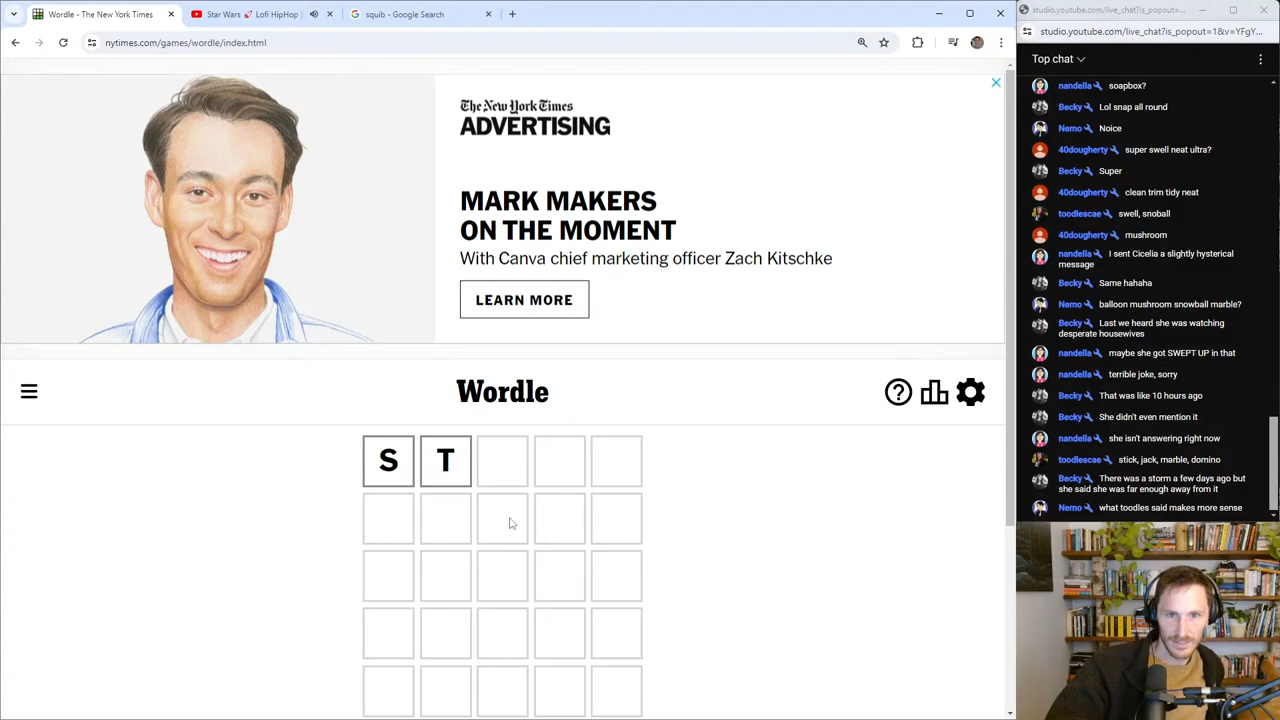 Wordle - The New York Times
Star Wars 🚀 Lofi HipHop
squib - Google Search
studio.youtube.com/live_chat?is_popout=...
nytimes.com/games/wordle/index.html
studio.youtube.com/live_chat?is_popout=1&v=YFgY...
Top chat
The New York Times
ADVERTISING
MARK MAKERS
ON THE MOMENT
With Canva chief marketing officer Zach Kitschke
LEARN MORE
Wordle
S T
nandella soapbox?
Becky Lol snap all round
Nemo Noice
40dougherty super swell neat ultra?
Becky Super
40dougherty clean trim tidy neat
toodlescae swell, snoball
40dougherty mushroom
nandella I sent Cicelia a slightly hysterical
message
Becky Same hahaha
Nemo balloon mushroom snowball marble?
Becky Last we heard she was watching
desperate housewives
nandella maybe she got SWEPT UP in that
nandella terrible joke, sorry
Becky That was like 10 hours ago
Becky She didn't even mention it
nandella she isn't answering right now
toodlescae stick, jack, marble, domino
Becky There was a storm a few days ago but
she said she was far enough away from it
Nemo what toodles said makes more sense